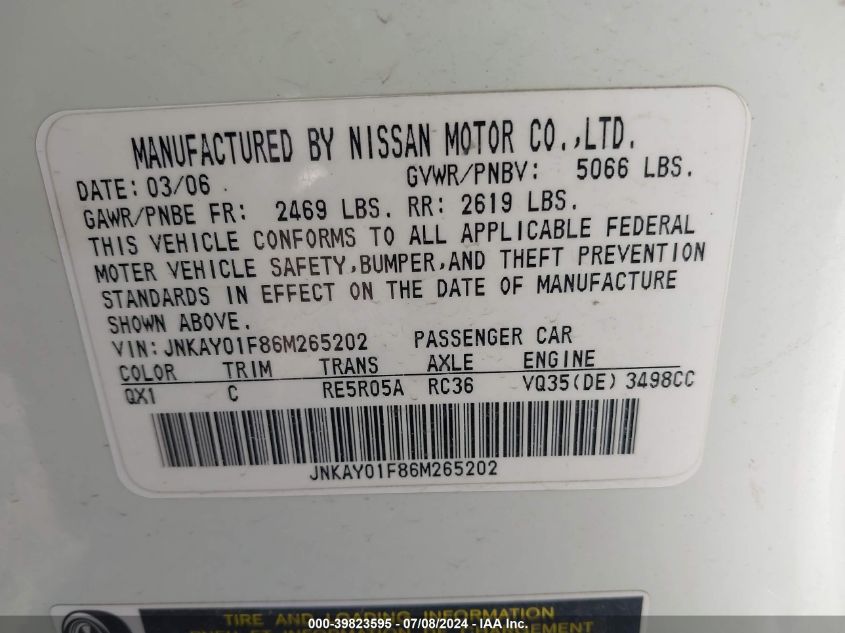 MANUFACTURED BY NISSAN MOTOR CO.,LTD.
DATE: 03/06 GVWR/PNBV: 5066 LBS.
GAWR/PNBE FR: 2469 LBS. RR: 2619 LBS.
THIS VEHICLE CONFORMS TO ALL APPLICABLE FEDERAL
MOTER VEHICLE SAFETY,BUMPER,AND THEFT PREVENTION
STANDARDS IN EFFECT ON THE DATE OF MANUFACTURE
SHOWN ABOVE.
VIN:JNKAY01F86M265202 PASSENGER CAR
COLOR TRIM TRANS AXLE ENGINE
QX1 C RE5R05A RC36 VQ35(DE) 3498CC
JNKAY01F86M265202
TIRE AND LOADING INFORMATION
000-39823595 - 07/08/2024 - IAA Inc.